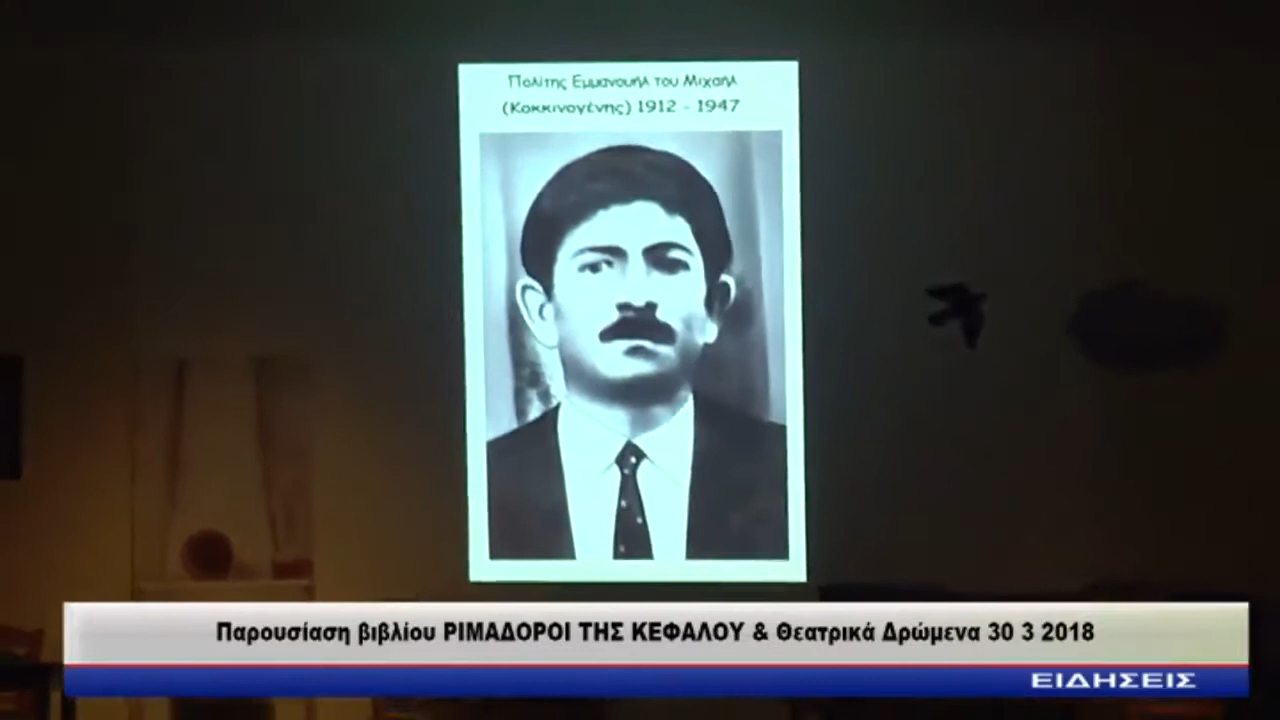 Πολίτης Εμμανουήλ του Μιχαήλ
(Κοκκινογένης) 1912 - 1947
Παρουσίαση βιβλίου ΡΙΜΑΔΟΡΟΙ ΤΗΣ ΚΕΦΑΛΟΥ & Θεατρικά Δρώμενα 30 3 2018
ΕΙΔΗΣΕΙΣ